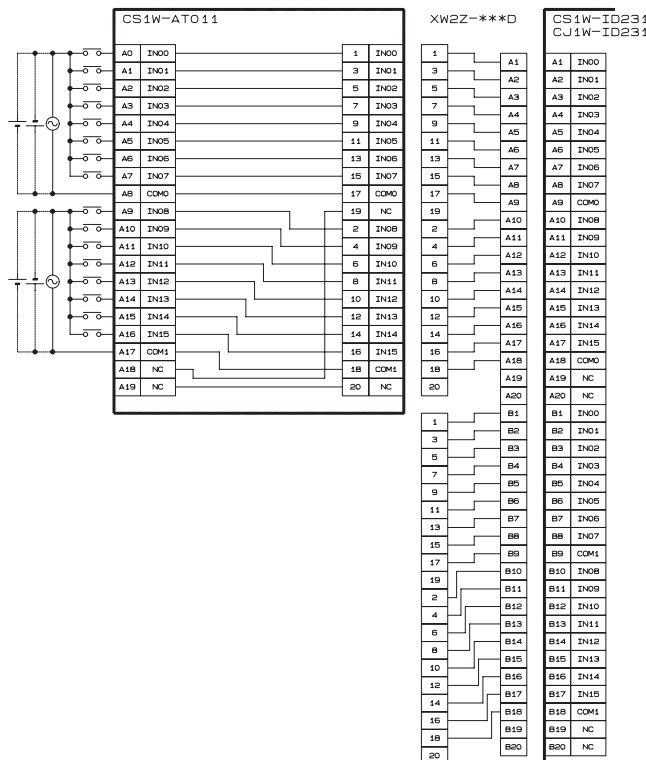 CS1W-AT011 XW2Z-***D CS1W-ID231
CJ1W-ID231
A0 IN00 1 IN00
A1 IN01 3 IN01
A2 IN02 5 IN02
A3 IN03 7 IN03
A4 IN04 9 IN04
A5 IN05 11 IN05
A6 IN06 13 IN06
A7 IN07 15 IN07
A8 COM0 17 COM0
A9 IN08 19 NC
A10 IN09 2 IN08
A11 IN10 4 IN09
A12 IN11 6 IN10
A13 IN12 8 IN11
A14 IN13 10 IN12
A15 IN14 12 IN13
A16 IN15 14 IN14
A17 COM1 16 IN15
A18 NC 18 COM1
A19 NC 20 NC
1
3
5
7
9
11
13
15
17
19
2
4
6
8
10
12
14
16
18
20
1
3
5
7
9
11
13
15
17
19
2
4
6
8
10
12
14
16
18
20
A1 A1 IN00
A2 A2 IN01
A3 A3 IN02
A4 A4 IN03
A5 A5 IN04
A6 A6 IN05
A7 A7 IN06
A8 A8 IN07
A9 A9 COM0
A10 A10 IN08
A11 A11 IN09
A12 A12 IN10
A13 A13 IN11
A14 A14 IN12
A15 A15 IN13
A16 A16 IN14
A17 A17 IN15
A18 A18 COM0
A19 A19 NC
A20 A20 NC
B1 B1 IN00
B2 B2 IN01
B3 B3 IN02
B4 B4 IN03
B5 B5 IN04
B6 B6 IN05
B7 B7 IN06
B8 B8 IN07
B9 B9 COM1
B10 B10 IN08
B11 B11 IN09
B12 B12 IN10
B13 B13 IN11
B14 B14 IN12
B15 B15 IN13
B16 B16 IN14
B17 B17 IN15
B18 B18 COM1
B19 B19 NC
B20 B20 NC